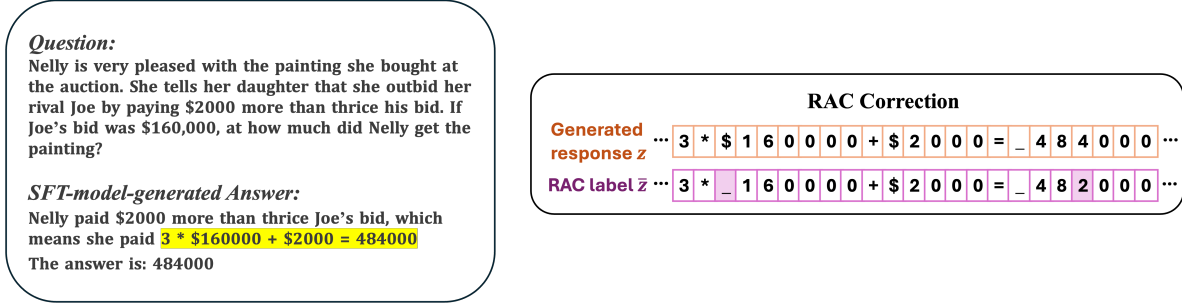 Question:
Nelly is very pleased with the painting she bought at
the auction. She tells her daughter that she outbid her
rival Joe by paying $2000 more than thrice his bid. If
Joe's bid was $160,000, at how much did Nelly get the
painting?
SFT-model-generated Answer:
Nelly paid $2000 more than thrice Joe's bid, which
means she paid 3 * $160000 + $2000 = 484000
The answer is: 484000
RAC Correction
Generated
response z ... 3 * $ 1 6 0 0 0 0 + $ 2 0 0 0 = _ 4 8 4 0 0 0 ...
RAC label z̄ ... 3 * _ 1 6 0 0 0 0 + $ 2 0 0 0 = _ 4 8 2 0 0 0 ...